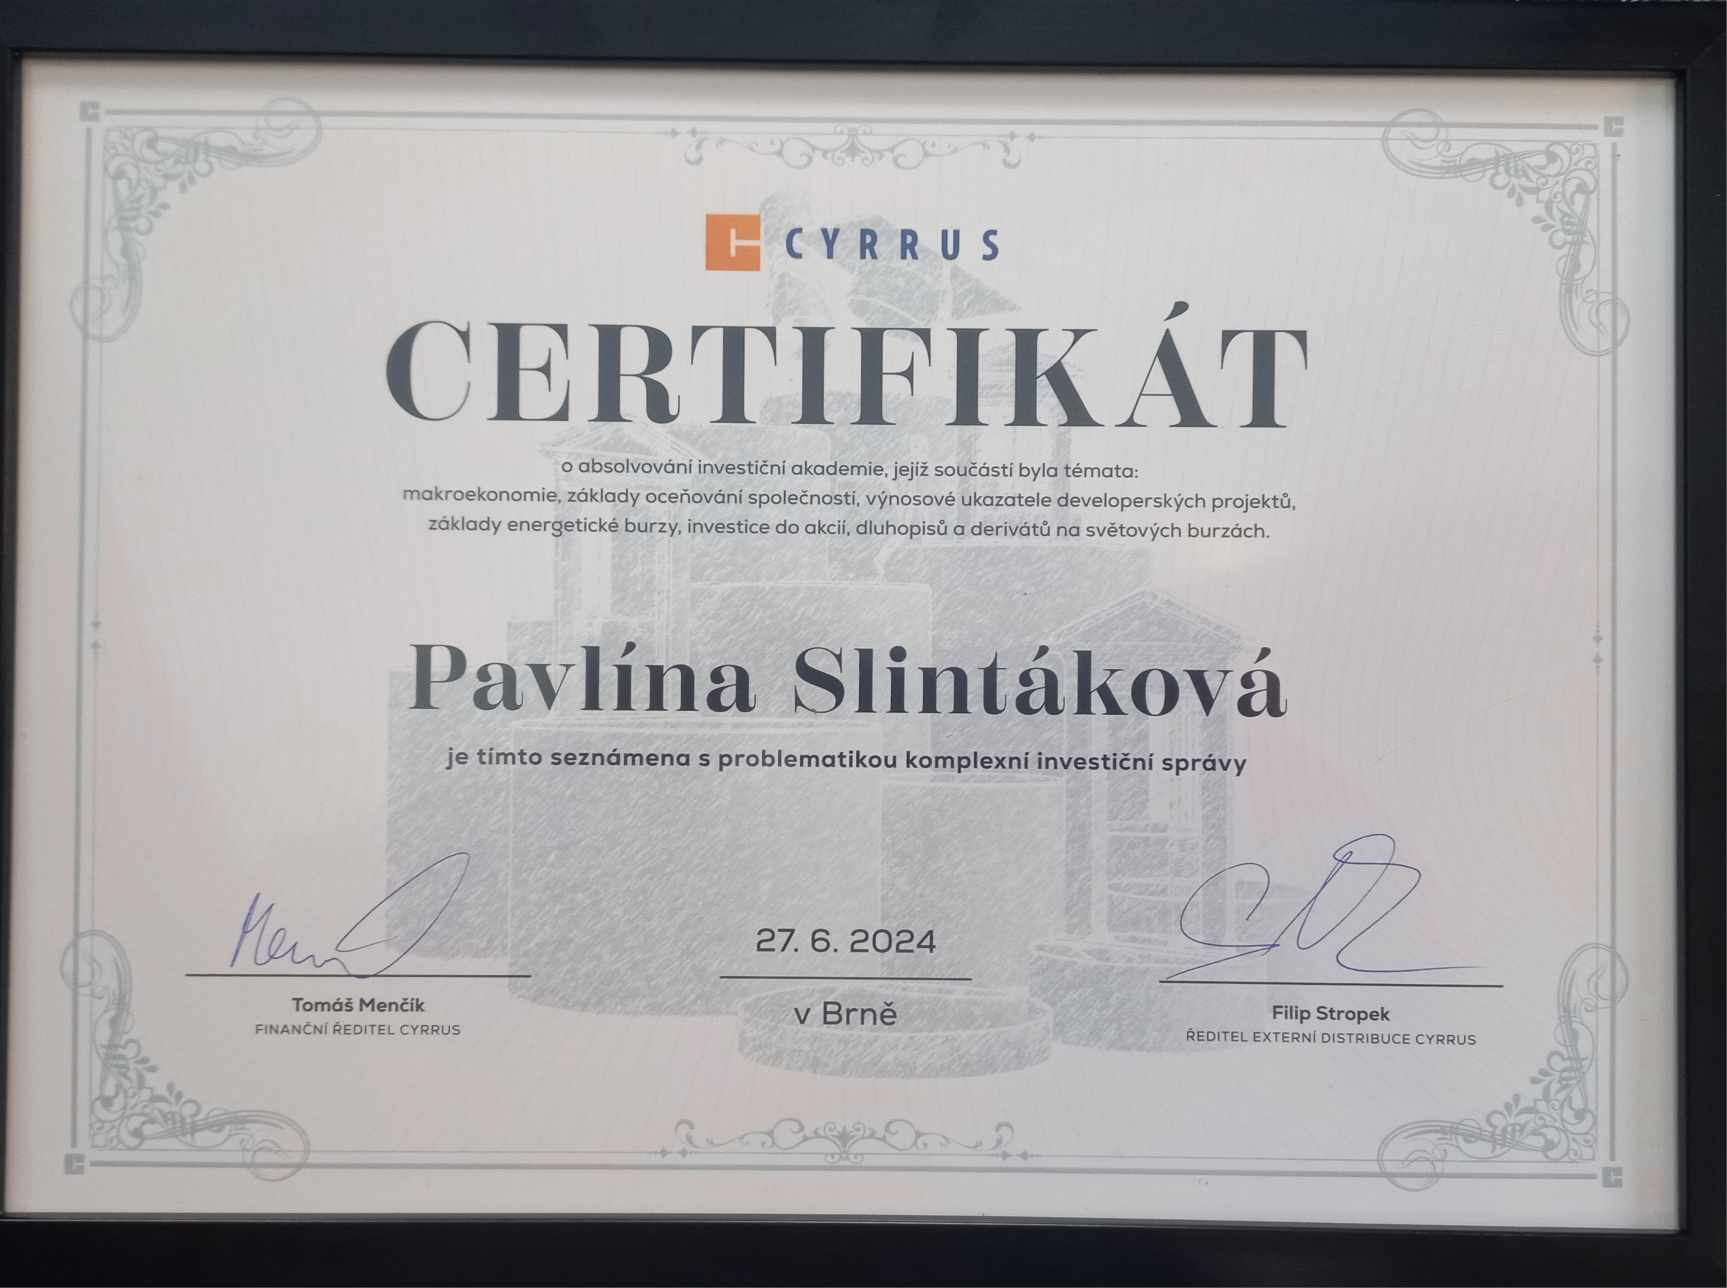 CYRRUS
CERTIFIKÁT
o absolvování investiční akademie, jejíž součástí byla témata:
makroekonomie, základy oceňování společností, výnosové ukazatele developerských projektů,
základy energetické burzy, investice do akcií, dluhopisů a derivátů na světových burzách.
Pavlína Slintáková
je tímto seznámena s problematikou komplexní investiční správy
27. 6. 2024
v Brně
Tomáš Menčík
FINANČNÍ ŘEDITEL CYRRUS
Filip Stropek
ŘEDITEL EXTERNÍ DISTRIBUCE CYRRUS